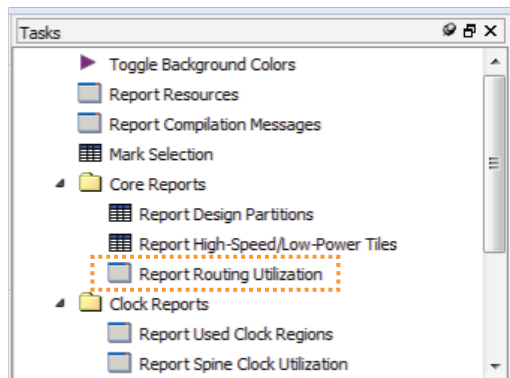 Tasks
Toggle Background Colors
Report Resources
Report Compilation Messages
Mark Selection
Core Reports
Report Design Partitions
Report High-Speed/Low-Power Tiles
Report Routing Utilization
Clock Reports
Report Used Clock Regions
Report Spine Clock Utilization